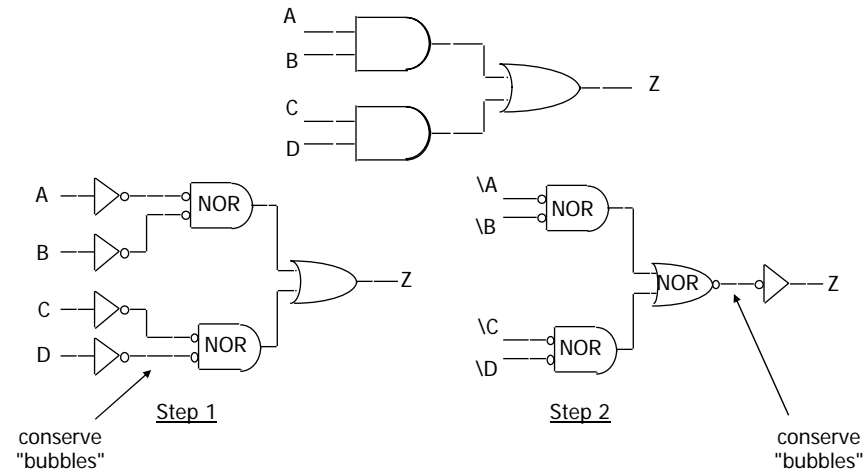 A
B
Z
C
D
A
NOR
B
Z
C
NOR
D
Step 1
conserve
"bubbles"
\A
NOR
\B
NOR
Z
\C
NOR
\D
Step 2
conserve
"bubbles"